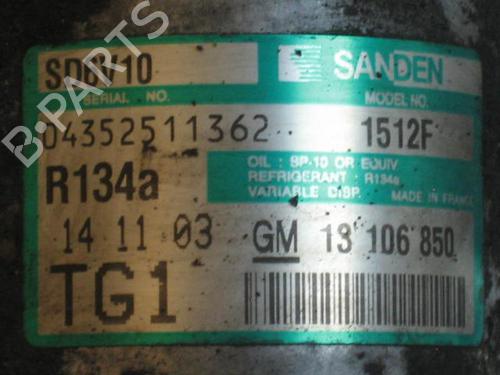 B-PARTS
SANDEN
SERIAL NO.
MODEL NO.
04352511362
1512F
R134a
OIL : SP-10 OR EQUIV
REFRIGERANT : R134a
VARIABLE DISP.
MADE IN FRANCE
14 11 03
GM 13 106 850
TG1